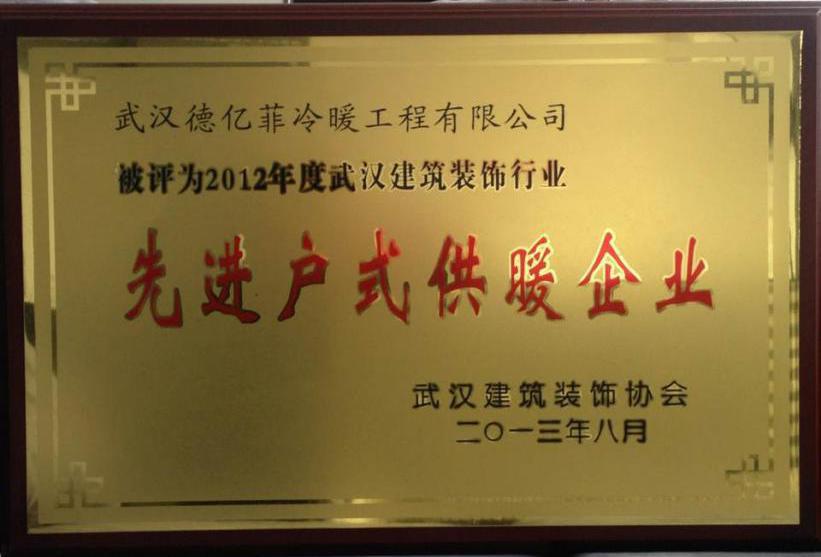 武汉德亿菲冷暖工程有限公司
被评为2012年度武汉建筑装饰行业
先进户式供暖企业
武汉建筑装饰协会
二〇一三年八月